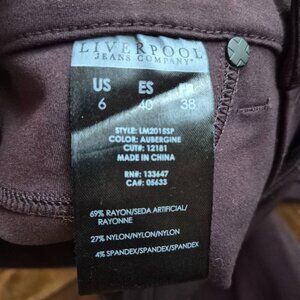 LIVERPOOL
JEANS COMPANY
US ES FR
6 40 38
STYLE: LM2015SP
COLOR: AUBERGINE
CUT#: 12181
MADE IN CHINA
RN#: 133647
CA#: 05633
69% RAYON/SEDA ARTIFICIAL/
RAYONNE
27% NYLON/NYLON/NYLON
4% SPANDEX/SPANDEX/SPANDEX